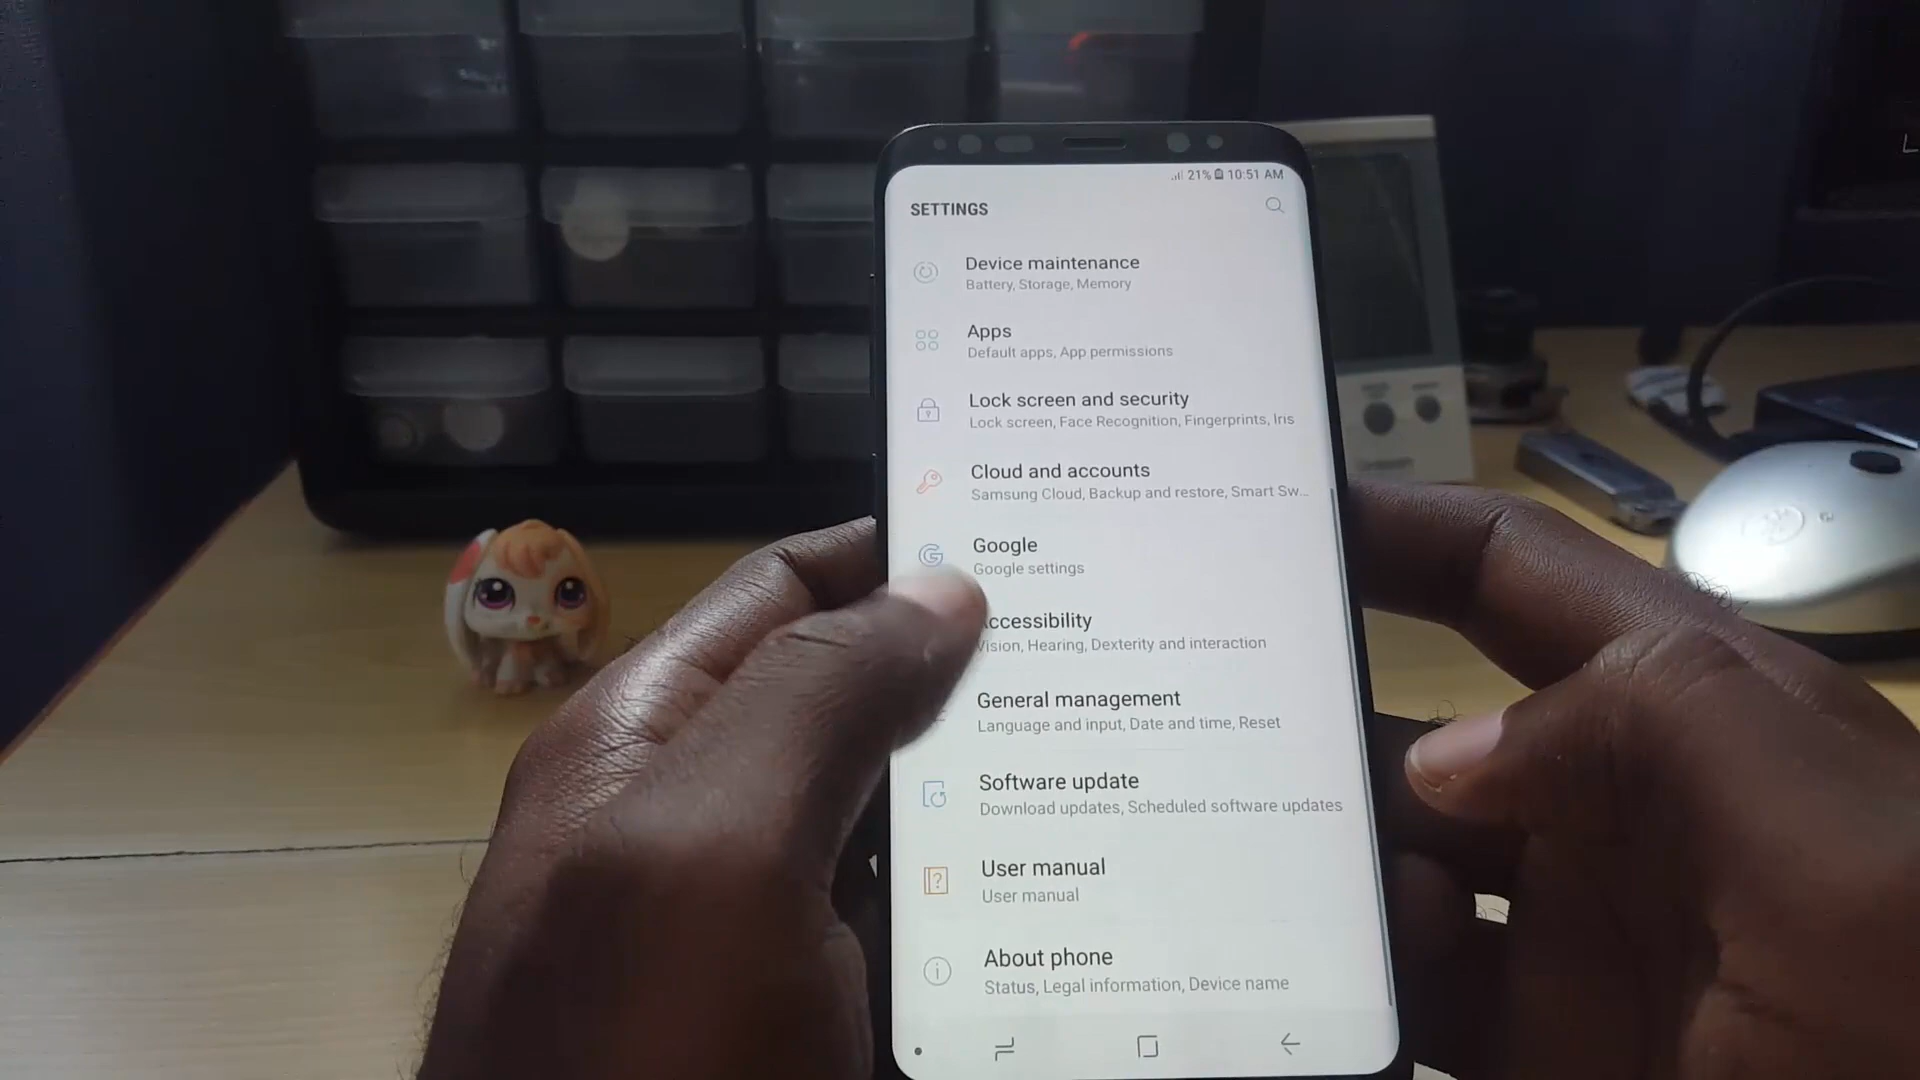 21% 10:51 AM
SETTINGS
Device maintenance
Battery, Storage, Memory
Apps
Default apps, App permissions
Lock screen and security
Lock screen, Face Recognition, Fingerprints, Iris
Cloud and accounts
Samsung Cloud, Backup and restore, Smart Sw...
Google
Google settings
ccessibility
Vision, Hearing, Dexterity and interaction
General management
Language and input, Date and time, Reset
Software update
Download updates, Scheduled software updates
User manual
User manual
About phone
Status, Legal information, Device name